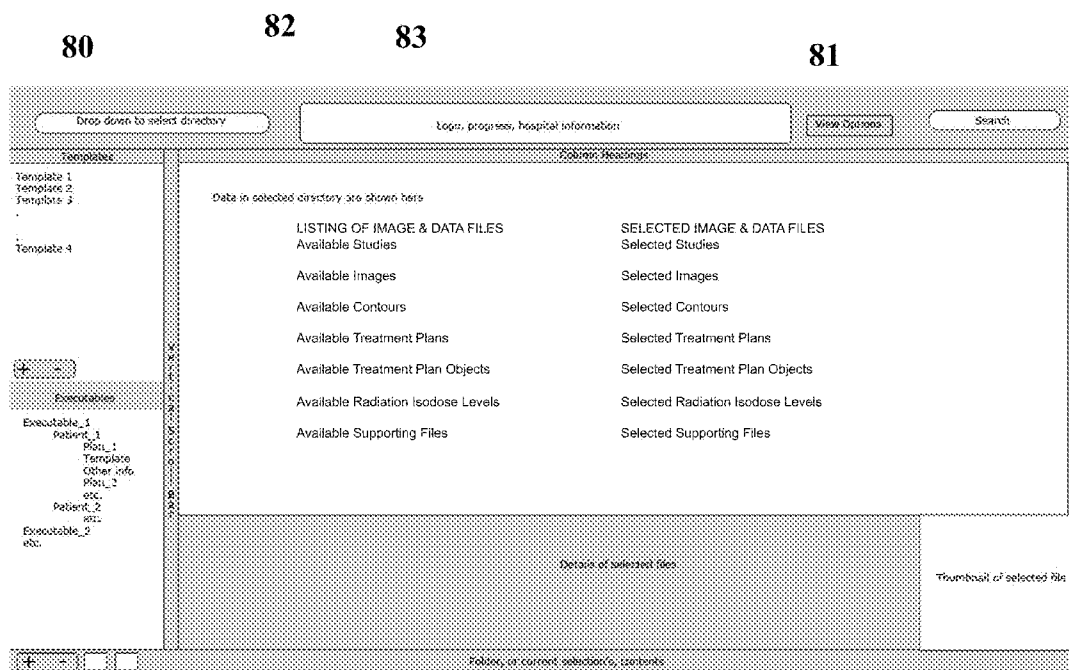 80
82
83
81
Drop down to select directory
Login, progress, hospital information
View Options
Search
Templates
Column Headings
Template 1
Template 2
Template 3
.
.
Template 4
+ -
Data in selected directory are shown here
LISTING OF IMAGE & DATA FILES
SELECTED IMAGE & DATA FILES
Available Studies
Selected Studies
Available Images
Selected Images
Available Contours
Selected Contours
Available Treatment Plans
Selected Treatment Plans
Available Treatment Plan Objects
Selected Treatment Plan Objects
Available Radiation Isodose Levels
Selected Radiation Isodose Levels
Available Supporting Files
Selected Supporting Files
Executables
Executable_1
Patient_1
Plan_1
Template
Other info
Plan_2
etc.
Patient_2
etc.
Executable_2
etc.
Details of selected files
Thumbnail of selected file
+ -
Folder, or current selection's, contents